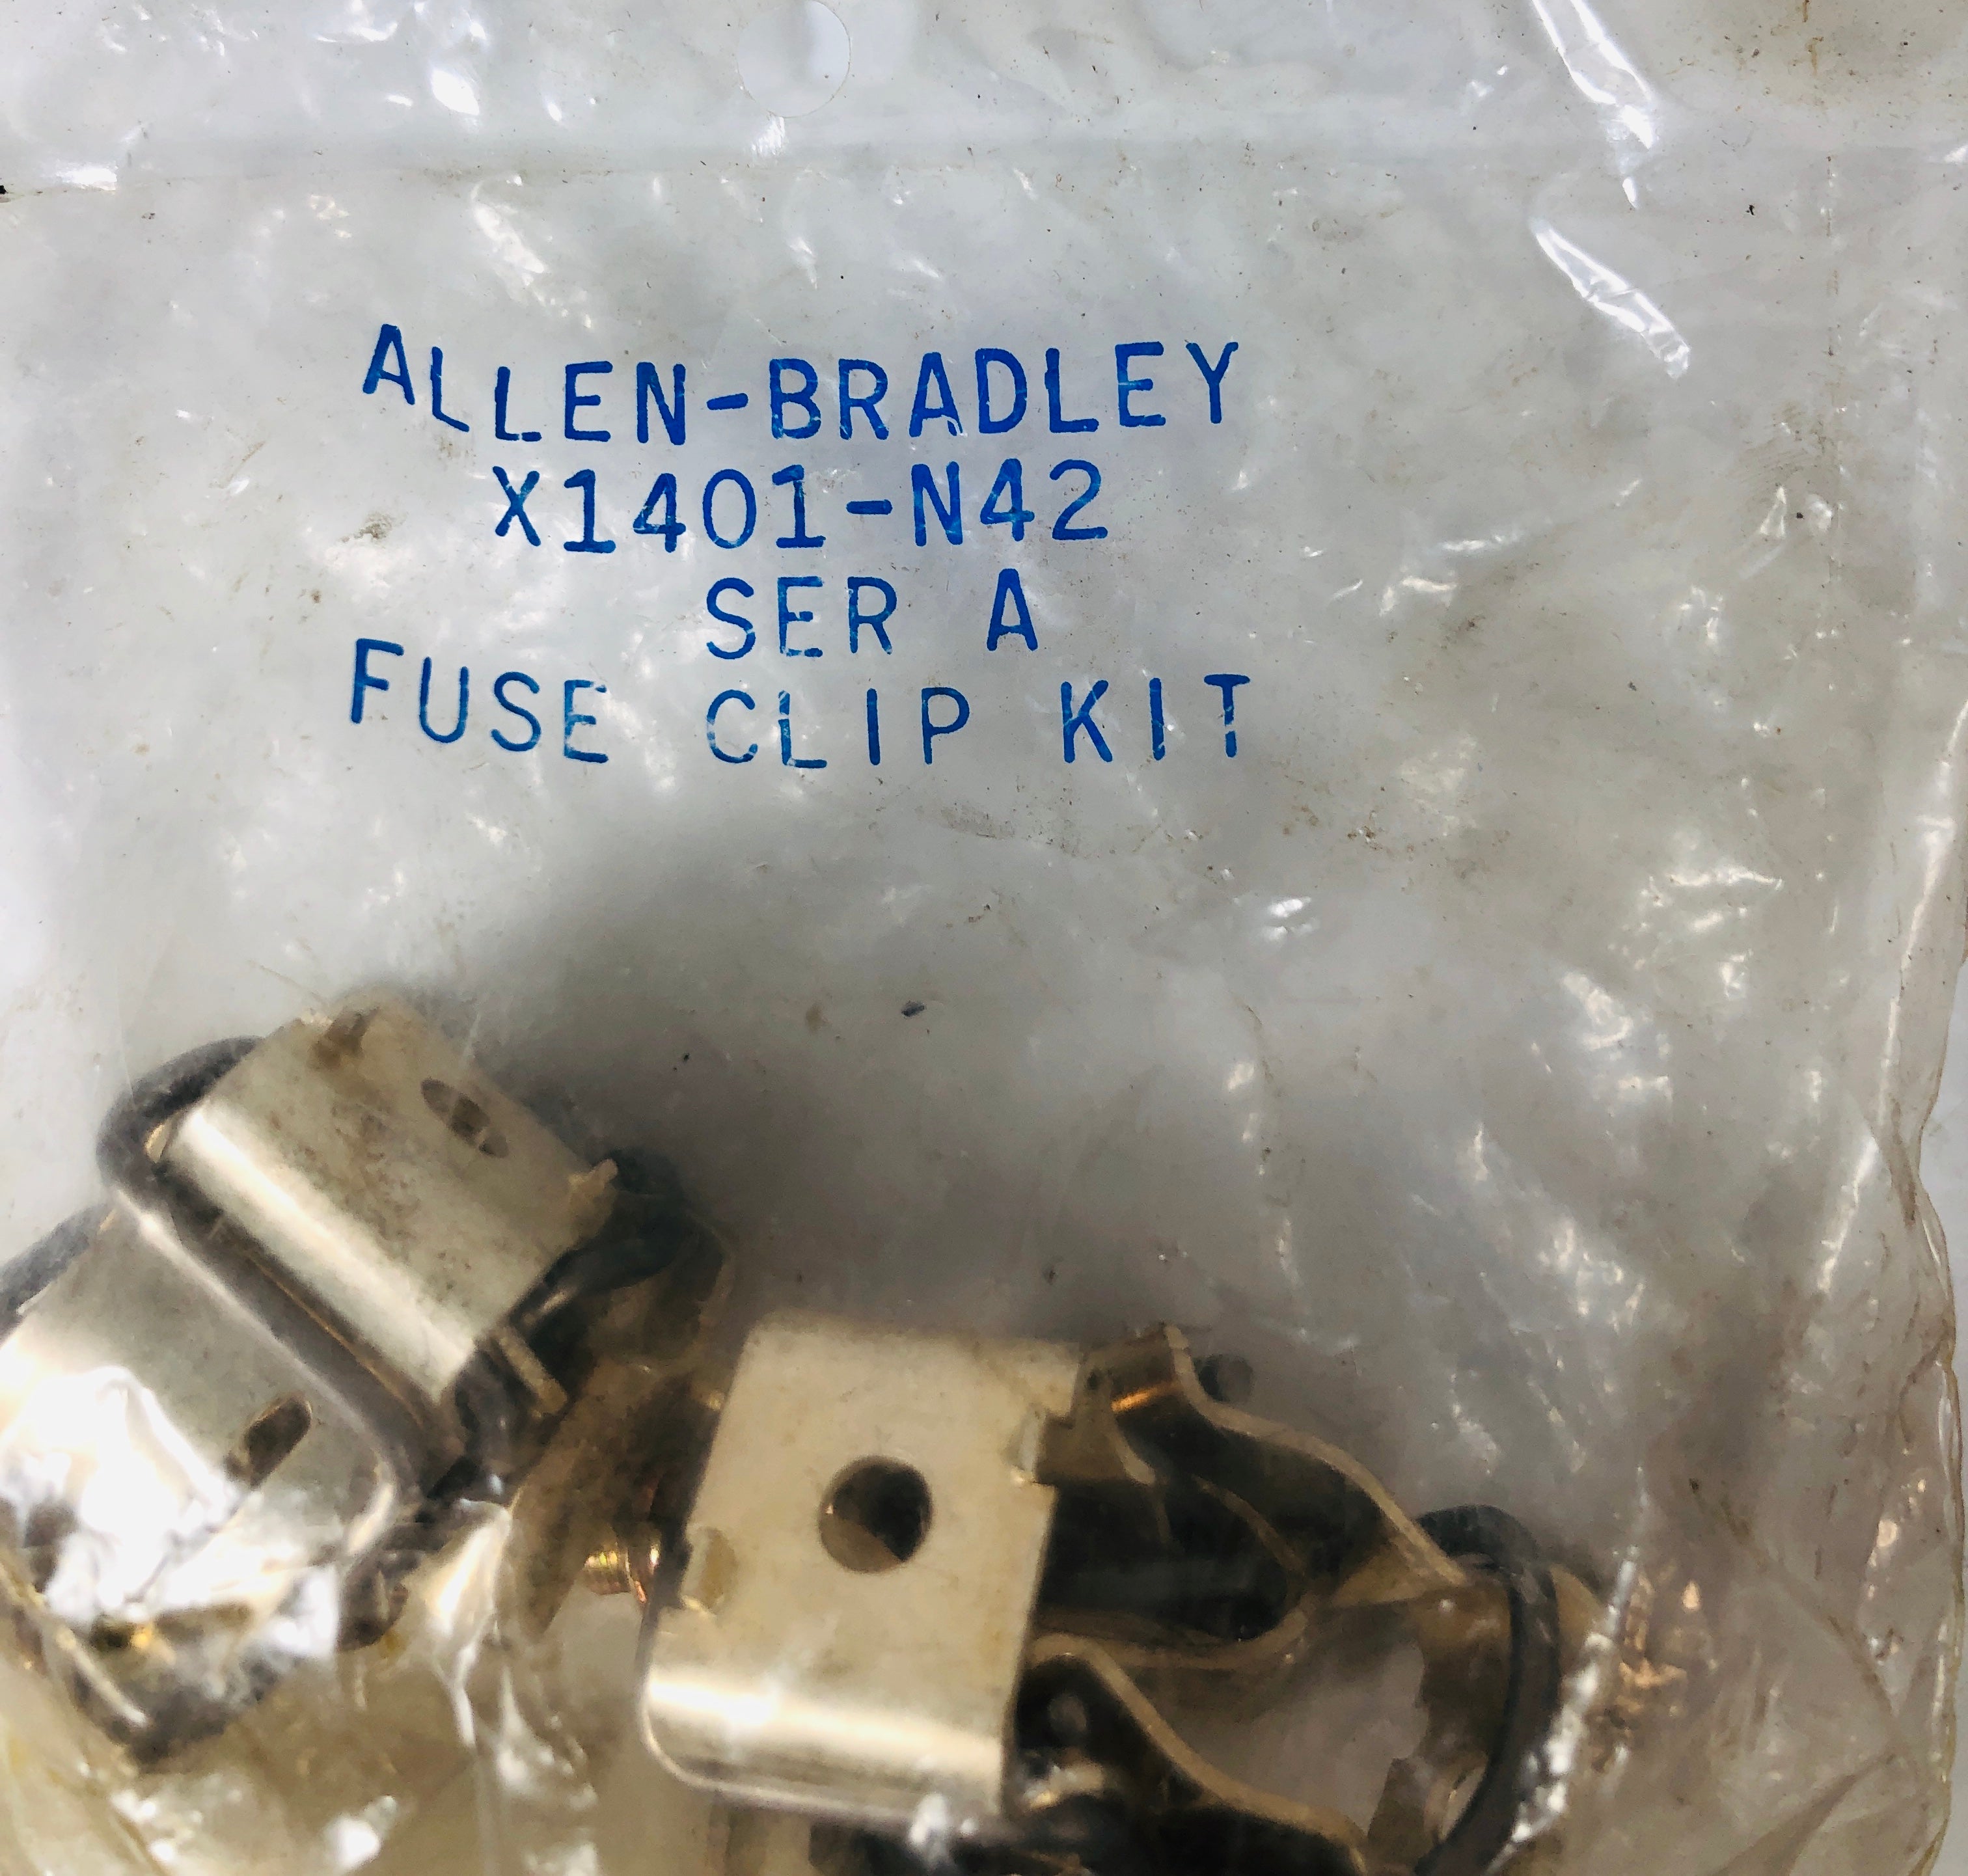 ALLEN-BRADLEY
X1401-N42
SER A
FUSE CLIP KIT